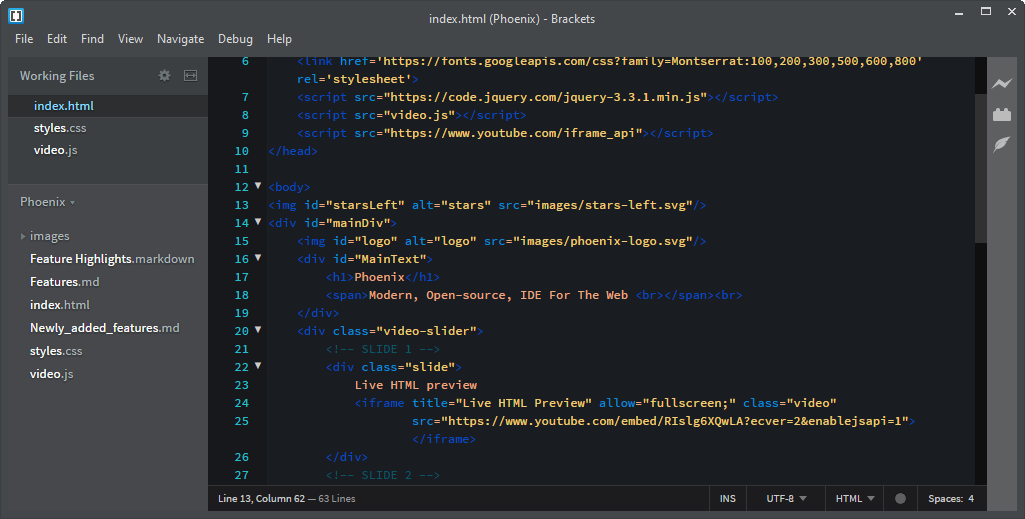 index.html (Phoenix) - Brackets
File Edit Find View Navigate Debug Help
Working Files
index.html
styles.css
video.js
Phoenix
images
Feature Highlights.markdown
Features.md
index.html
Newly_added_features.md
styles.css
video.js
6 <link href='https://fonts.googleapis.com/css?family=Montserrat:100,200,300,500,600,800'
rel='stylesheet'>
7 <script src="https://code.jquery.com/jquery-3.3.1.min.js"></script>
8 <script src="video.js"></script>
9 <script src="https://www.youtube.com/iframe_api"></script>
10 </head>
11
12 <body>
13 <img id="starsLeft" alt="stars" src="images/stars-left.svg"/>
14 <div id="mainDiv">
15 <img id="logo" alt="logo" src="images/phoenix-logo.svg"/>
16 <div id="MainText">
17 <h1>Phoenix</h1>
18 <span>Modern, Open-source, IDE For The Web <br></span><br>
19 </div>
20 <div class="video-slider">
21 <!-- SLIDE 1 -->
22 <div class="slide">
23 Live HTML preview
24 <iframe title="Live HTML Preview" allow="fullscreen;" class="video"
25 src="https://www.youtube.com/embed/RIslg6XQwLA?ecver=2&enablejsapi=1">
</iframe>
26 </div>
27 <!-- SLIDE 2 -->
Line 13, Column 62 — 63 Lines INS UTF-8 HTML Spaces: 4